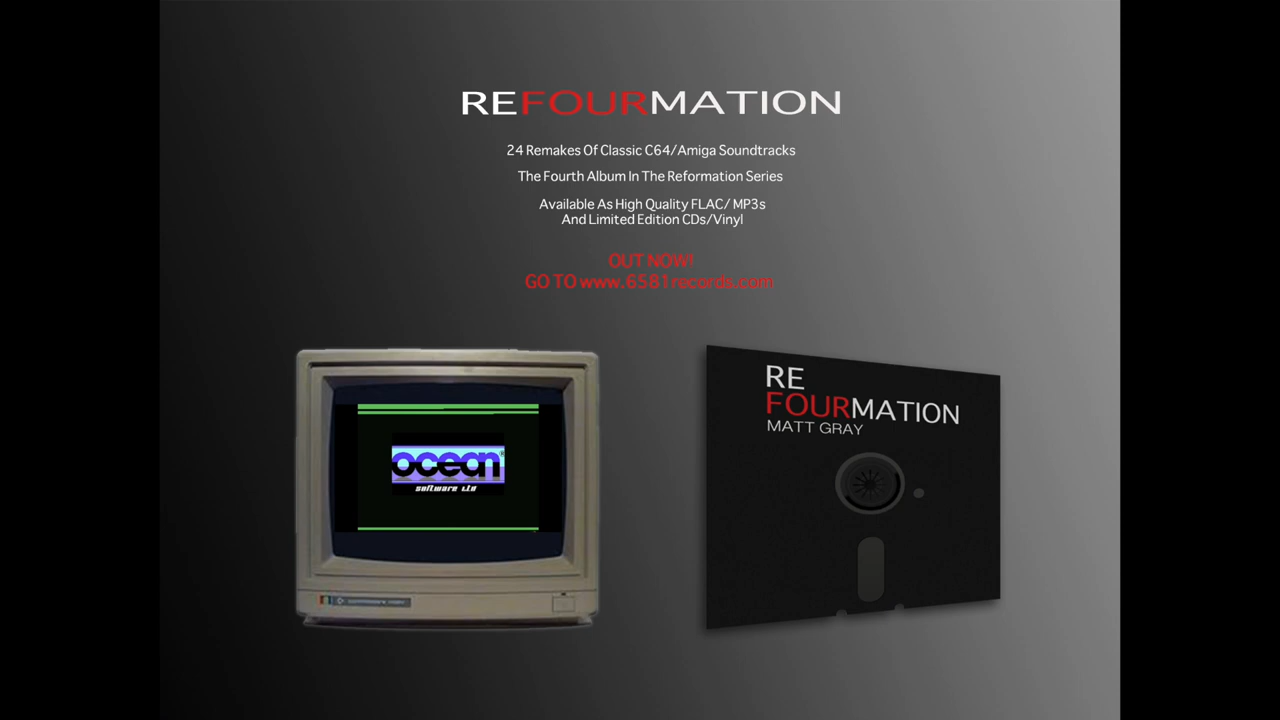 REFOURMATION
24 Remakes Of Classic C64/Amiga Soundtracks
The Fourth Album In The Reformation Series
Available As High Quality FLAC/ MP3s
And Limited Edition CDs/Vinyl
OUT NOW!
GO TO www.6581records.com
ocean®
software ltd
RE
FOURMATION
MATT GRAY